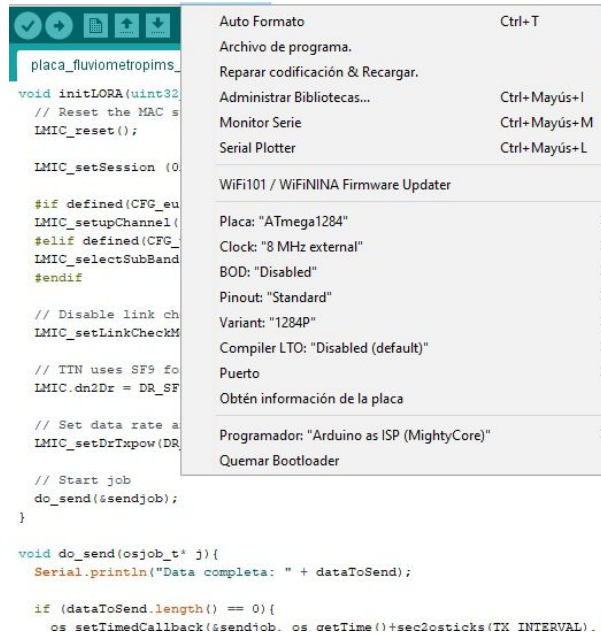 placa_fluviometropims_
void initLORA(uint32_
// Reset the MAC s
LMIC_reset();
LMIC_setSession (0
#if defined(CFG_eu
LMIC_setupChannel(
#elif defined(CFG_
LMIC_selectSubBand
#endif
// Disable link ch
LMIC_setLinkCheckM
// TTN uses SF9 fo
LMIC.dn2Dr = DR_SF
// Set data rate a
LMIC_setDrTxpow(DR_
// Start job
do_send(&sendjob);
}
void do_send(osjob_t* j){
Serial.println("Data completa: " + dataToSend);
if (dataToSend.length() == 0){
os_setTimedCallback(&sendjob, os_getTime()+sec2osticks(TX_INTERVAL),
Auto Formato Ctrl+T
Archivo de programa.
Reparar codificación & Recargar.
Administrar Bibliotecas... Ctrl+Mayús+I
Monitor Serie Ctrl+Mayús+M
Serial Plotter Ctrl+Mayús+L
WiFi101 / WiFiNINA Firmware Updater
Placa: "ATmega1284"
Clock: "8 MHz external"
BOD: "Disabled"
Pinout: "Standard"
Variant: "1284P"
Compiler LTO: "Disabled (default)"
Puerto
Obtén información de la placa
Programador: "Arduino as ISP (MightyCore)"
Quemar Bootloader